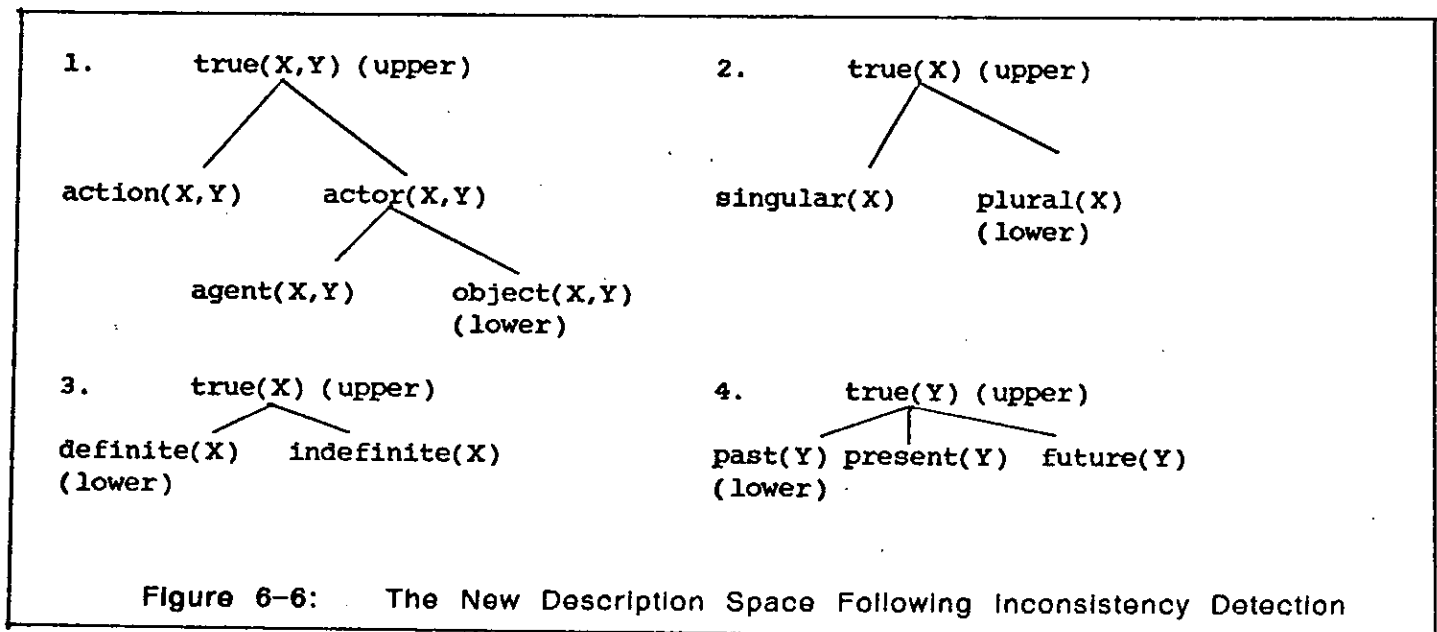 1. true(X,Y) (upper)
action(X,Y) actor(X,Y)
agent(X,Y) object(X,Y)
(lower)
2. true(X) (upper)
singular(X) plural(X)
(lower)
3. true(X) (upper)
definite(X) indefinite(X)
(lower)
4. true(Y) (upper)
past(Y) present(Y) future(Y)
(lower)
Figure 6-6: The New Description Space Following Inconsistency Detection